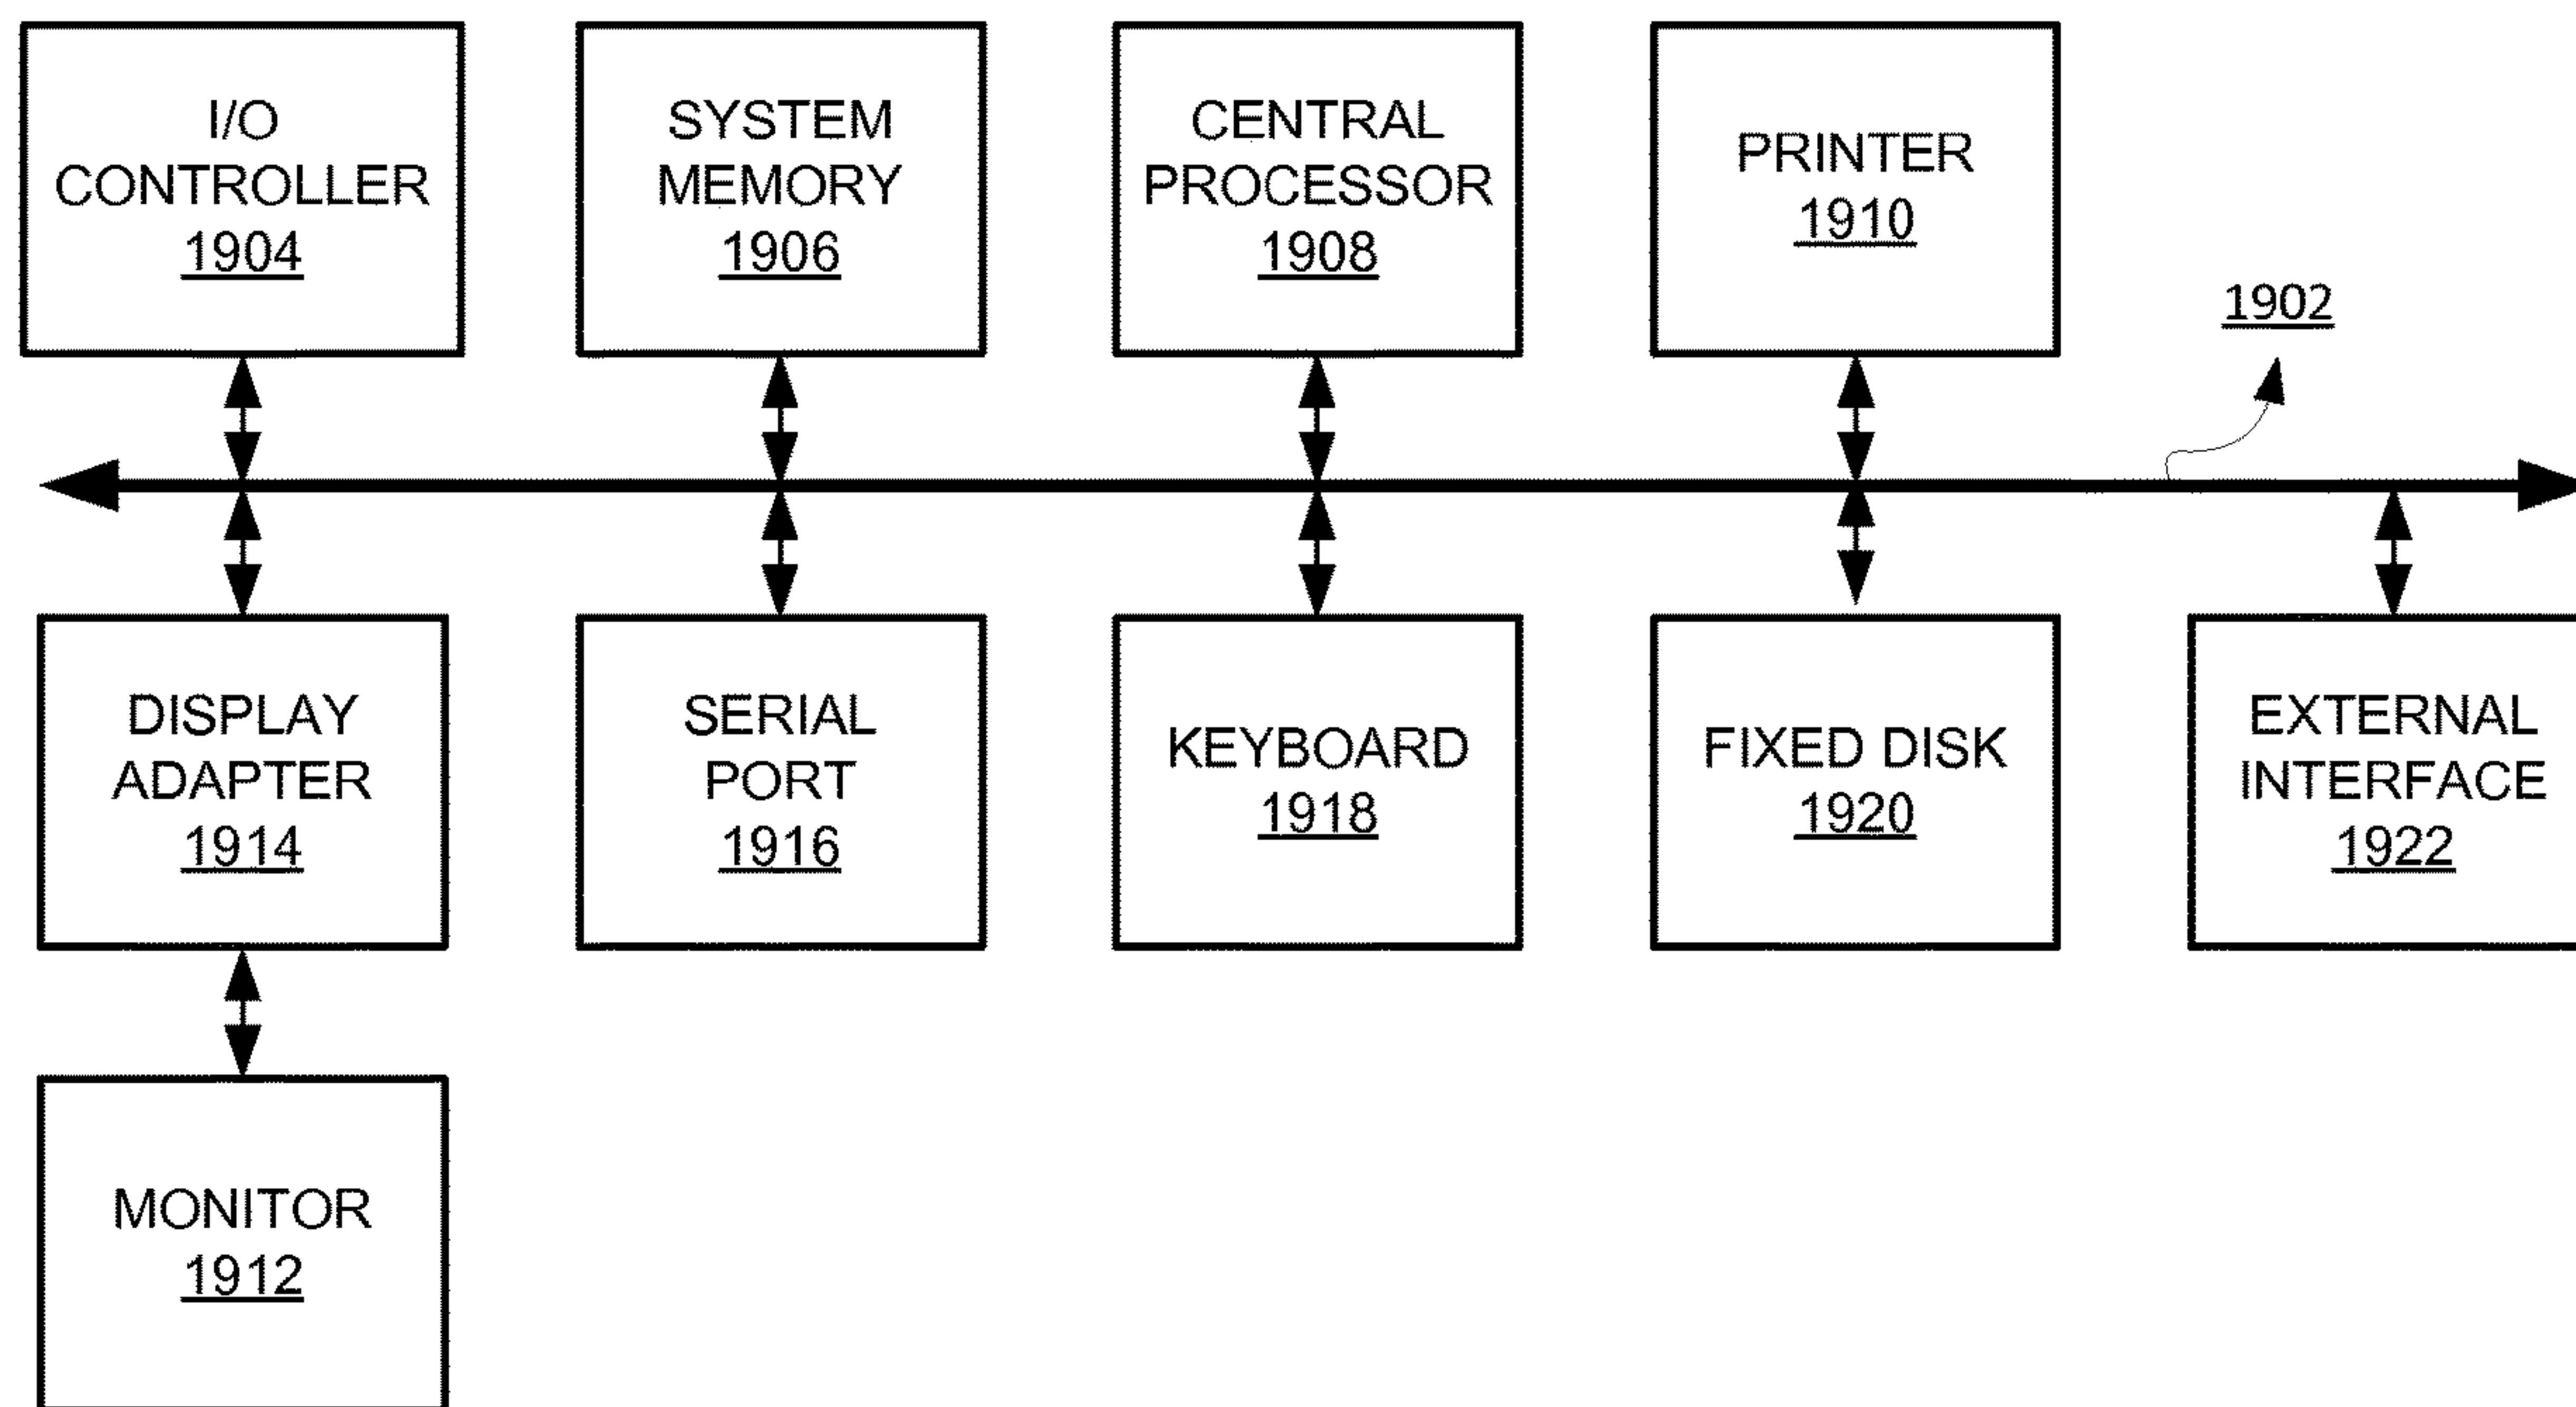 I/O
CONTROLLER
1904
SYSTEM
MEMORY
1906
CENTRAL
PROCESSOR
1908
PRINTER
1910
1902
DISPLAY
ADAPTER
1914
SERIAL
PORT
1916
KEYBOARD
1918
FIXED DISK
1920
EXTERNAL
INTERFACE
1922
MONITOR
1912